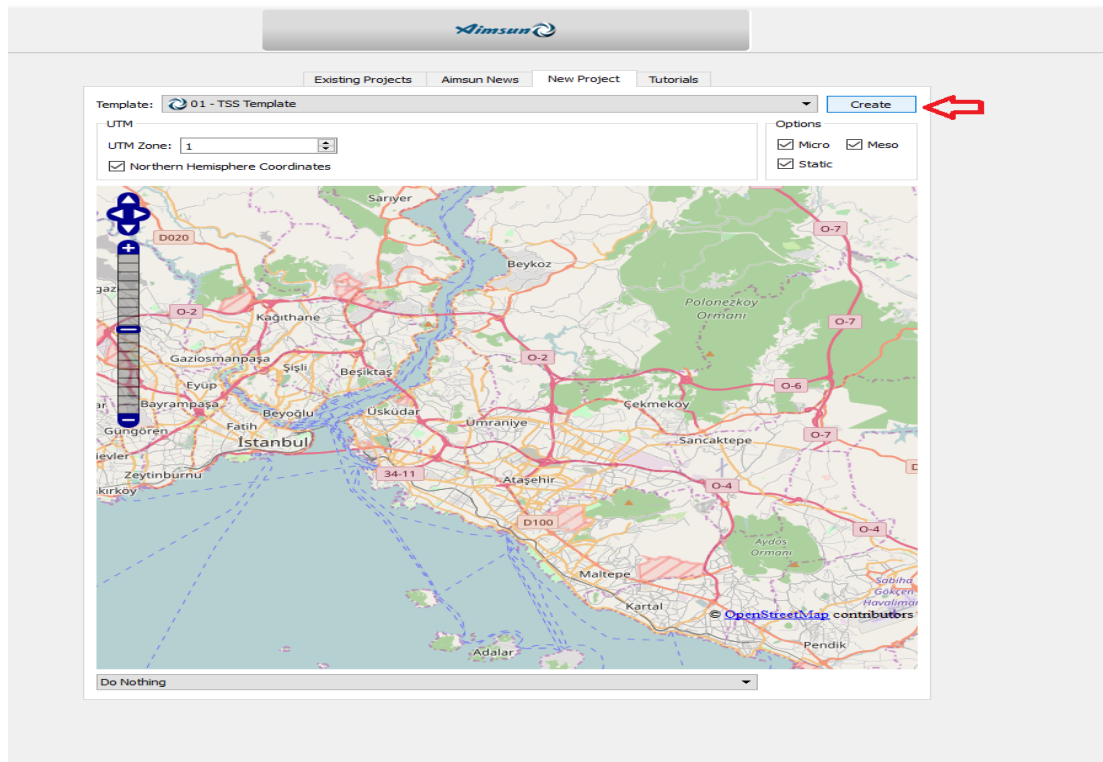 Aimsun
Existing Projects
Aimsun News
New Project
Tutorials
Template:
01 - TSS Template
Create
UTM
Options
UTM Zone:
1
Micro
Meso
Northern Hemisphere Coordinates
Static
Sarıyer
O-7
D020
Beykoz
Polonezköy
Ormanı
O-2
Kağıthane
O-7
Gaziosmanpaşa
Şişli
Beşiktaş
O-2
Eyüp
O-6
Bayrampaşa
Beyoğlu
Üsküdar
Çekmeköy
Güngören
Fatih
Ümraniye
O-7
İstanbul
Sancaktepe
Zeytinburnu
34-11
Ataşehir
O-4
D100
O-4
Aydos
Ormanı
Maltepe
Sabiha
Gökçen
Kartal
© OpenStreetMap contributors
Pendik
Adalar
Do Nothing